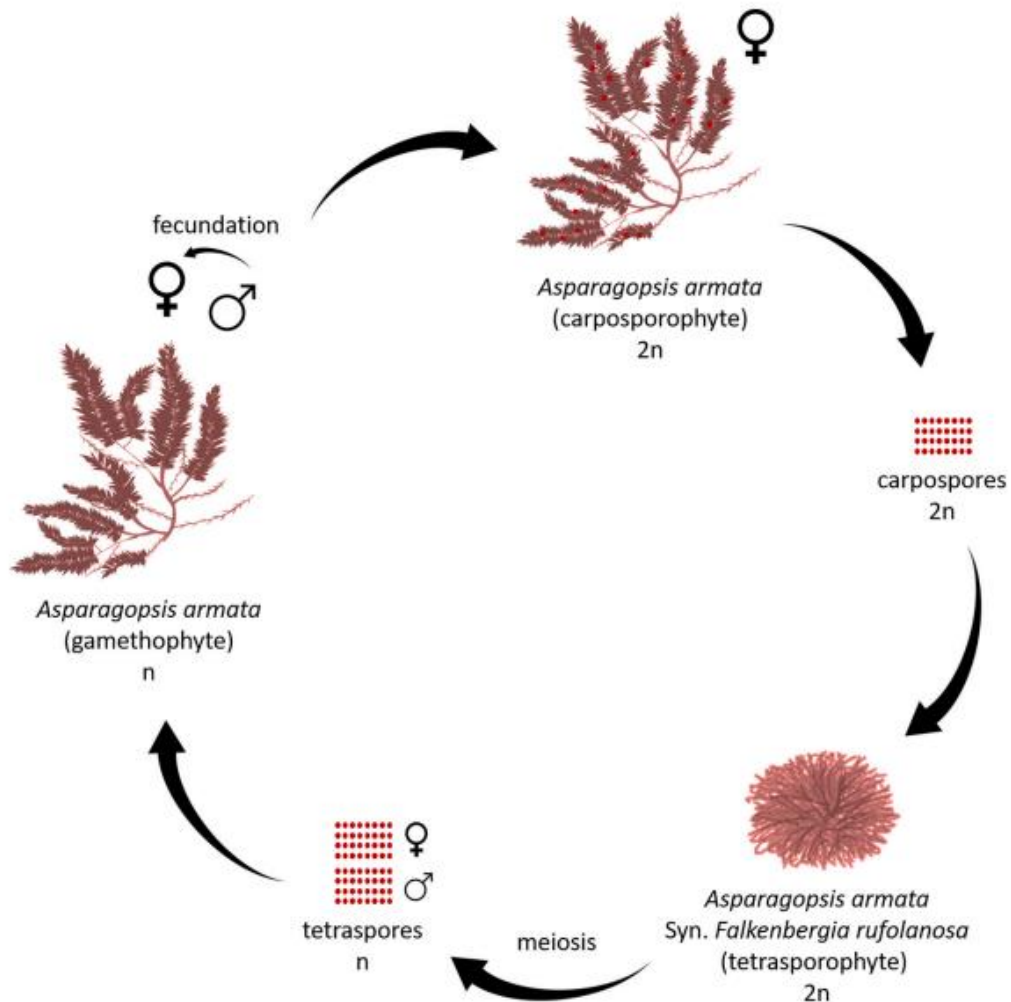 fecundation
Asparagopsis armata
(carposporophyte)
2n
carpospores
2n
Asparagopsis armata
Syn. Falkenbergia rufolanosa
(tetrasporophyte)
2n
meiosis
tetraspores
n
Asparagopsis armata
(gamethophyte)
n